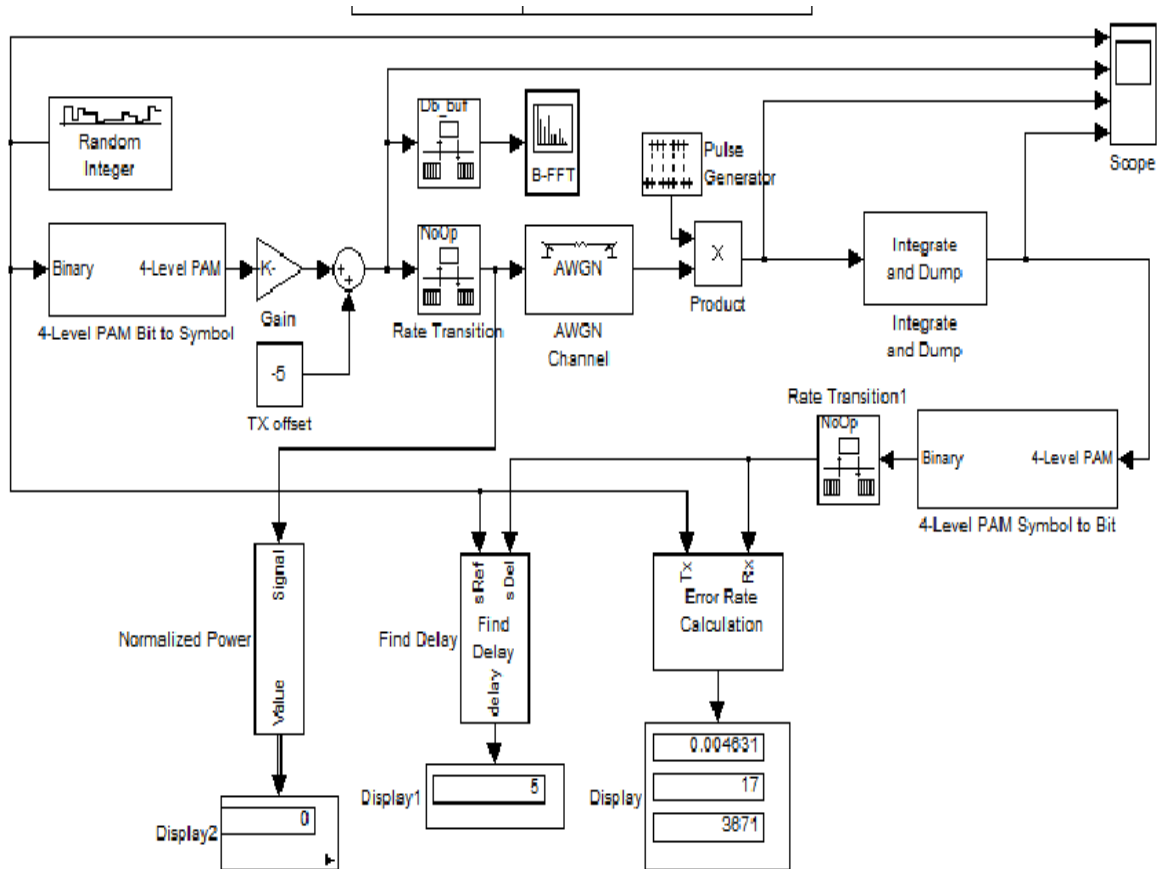 Random
Integer
Db_buf
B-FFT
Pulse
Generator
Scope
Binary
4-Level PAM
4-Level PAM Bit to Symbol
-K-
Gain
+
+
NoOp
Rate Transition
AWGN
AWGN
Channel
X
Product
Integrate
and Dump
Integrate
and Dump
-5
TX offset
Rate Transition1
NoOp
Binary
4-Level PAM
4-Level PAM Symbol to Bit
Signal
Value
Normalized Power
sRef
sDel
Find
Delay
delay
Find Delay
Tx
Rx
Error Rate
Calculation
Display2
0
Display1
5
Display
0.004631
17
3671